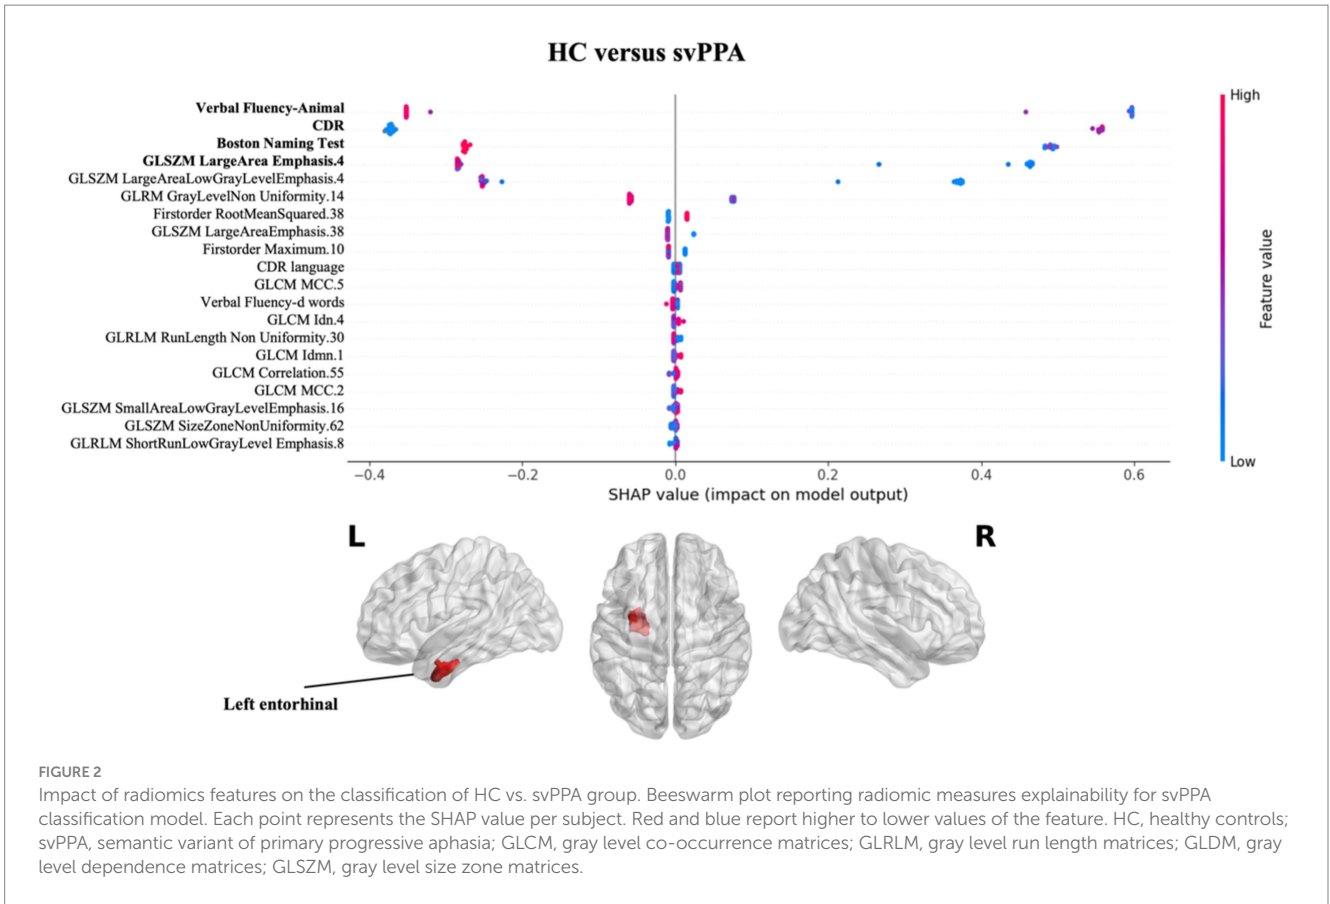 HC versus svPPA
Verbal Fluency-Animal
CDR
Boston Naming Test
GLSZM LargeArea Emphasis.4
GLSZM LargeAreaLowGrayLevelEmphasis.4
GLRM GrayLevelNon Uniformity.14
Firstorder RootMeanSquared.38
GLSZM LargeAreaEmphasis.38
Firstorder Maximum.10
CDR language
GLCM MCC.5
Verbal Fluency-d words
GLCM Idn.4
GLRLM RunLength Non Uniformity.30
GLCM Idmn.1
GLCM Correlation.55
GLCM MCC.2
GLSZM SmallAreaLowGrayLevelEmphasis.16
GLSZM SizeZoneNonUniformity.62
GLRLM ShortRunLowGrayLevel Emphasis.8
−0.4 −0.2 0.0 0.2 0.4 0.6
SHAP value (impact on model output)
High
Feature value
Low
L
R
Left entorhinal
FIGURE 2
Impact of radiomics features on the classification of HC vs. svPPA group. Beeswarm plot reporting radiomic measures explainability for svPPA
classification model. Each point represents the SHAP value per subject. Red and blue report higher to lower values of the feature. HC, healthy controls;
svPPA, semantic variant of primary progressive aphasia; GLCM, gray level co-occurrence matrices; GLRLM, gray level run length matrices; GLDM, gray
level dependence matrices; GLSZM, gray level size zone matrices.